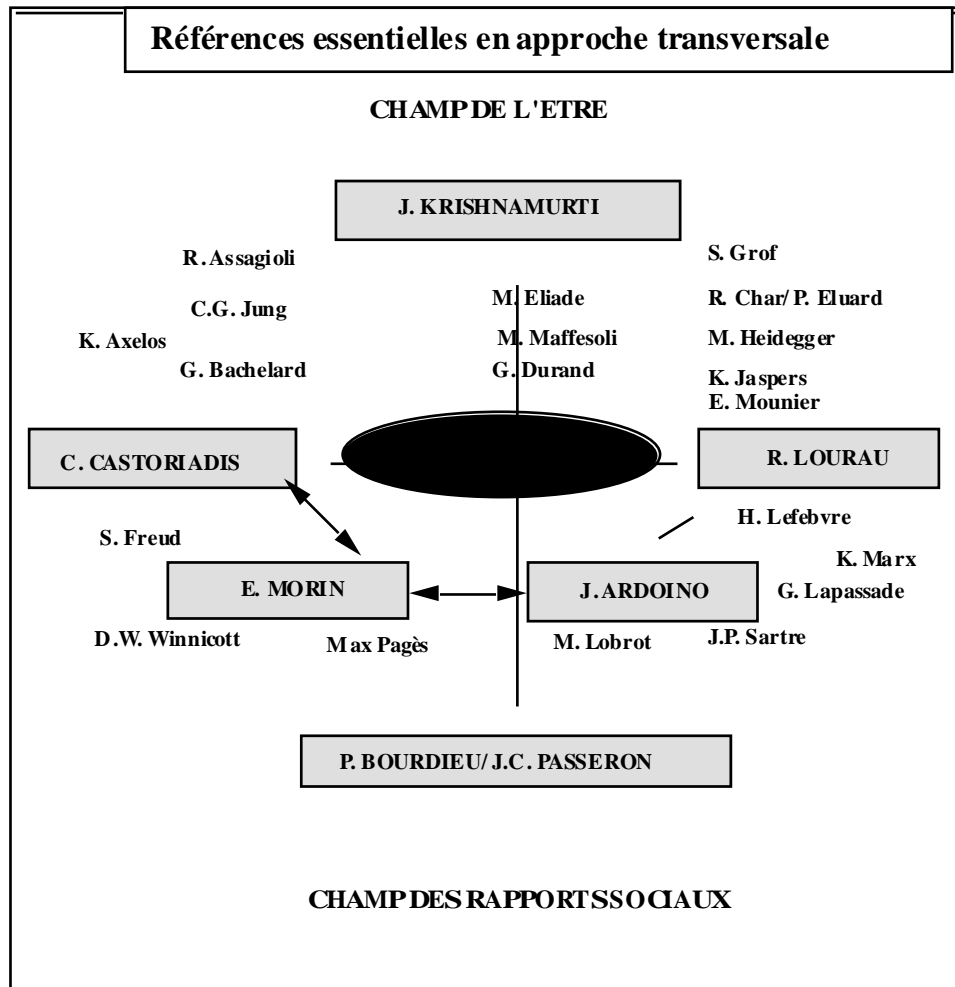 Références essentielles en approche transversale
CHAMP DE L'ETRE
J. KRISHNAMURTI
R. Assagioli
S. Grof
C.G. Jung
M. Eliade
R. Char/ P. Eluard
K. Axelos
M. Maffesoli
M. Heidegger
G. Bachelard
G. Durand
K. Jaspers
E. Mounier
C. CASTORIADIS
R. LOURAU
H. Lefebvre
S. Freud
K. Marx
E. MORIN
J. ARDOINO
G. Lapassade
D.W. Winnicott
Max Pagès
M. Lobrot
J.P. Sartre
P. BOURDIEU/ J.C. PASSERON
CHAMP DES RAPPORTS SOCIAUX